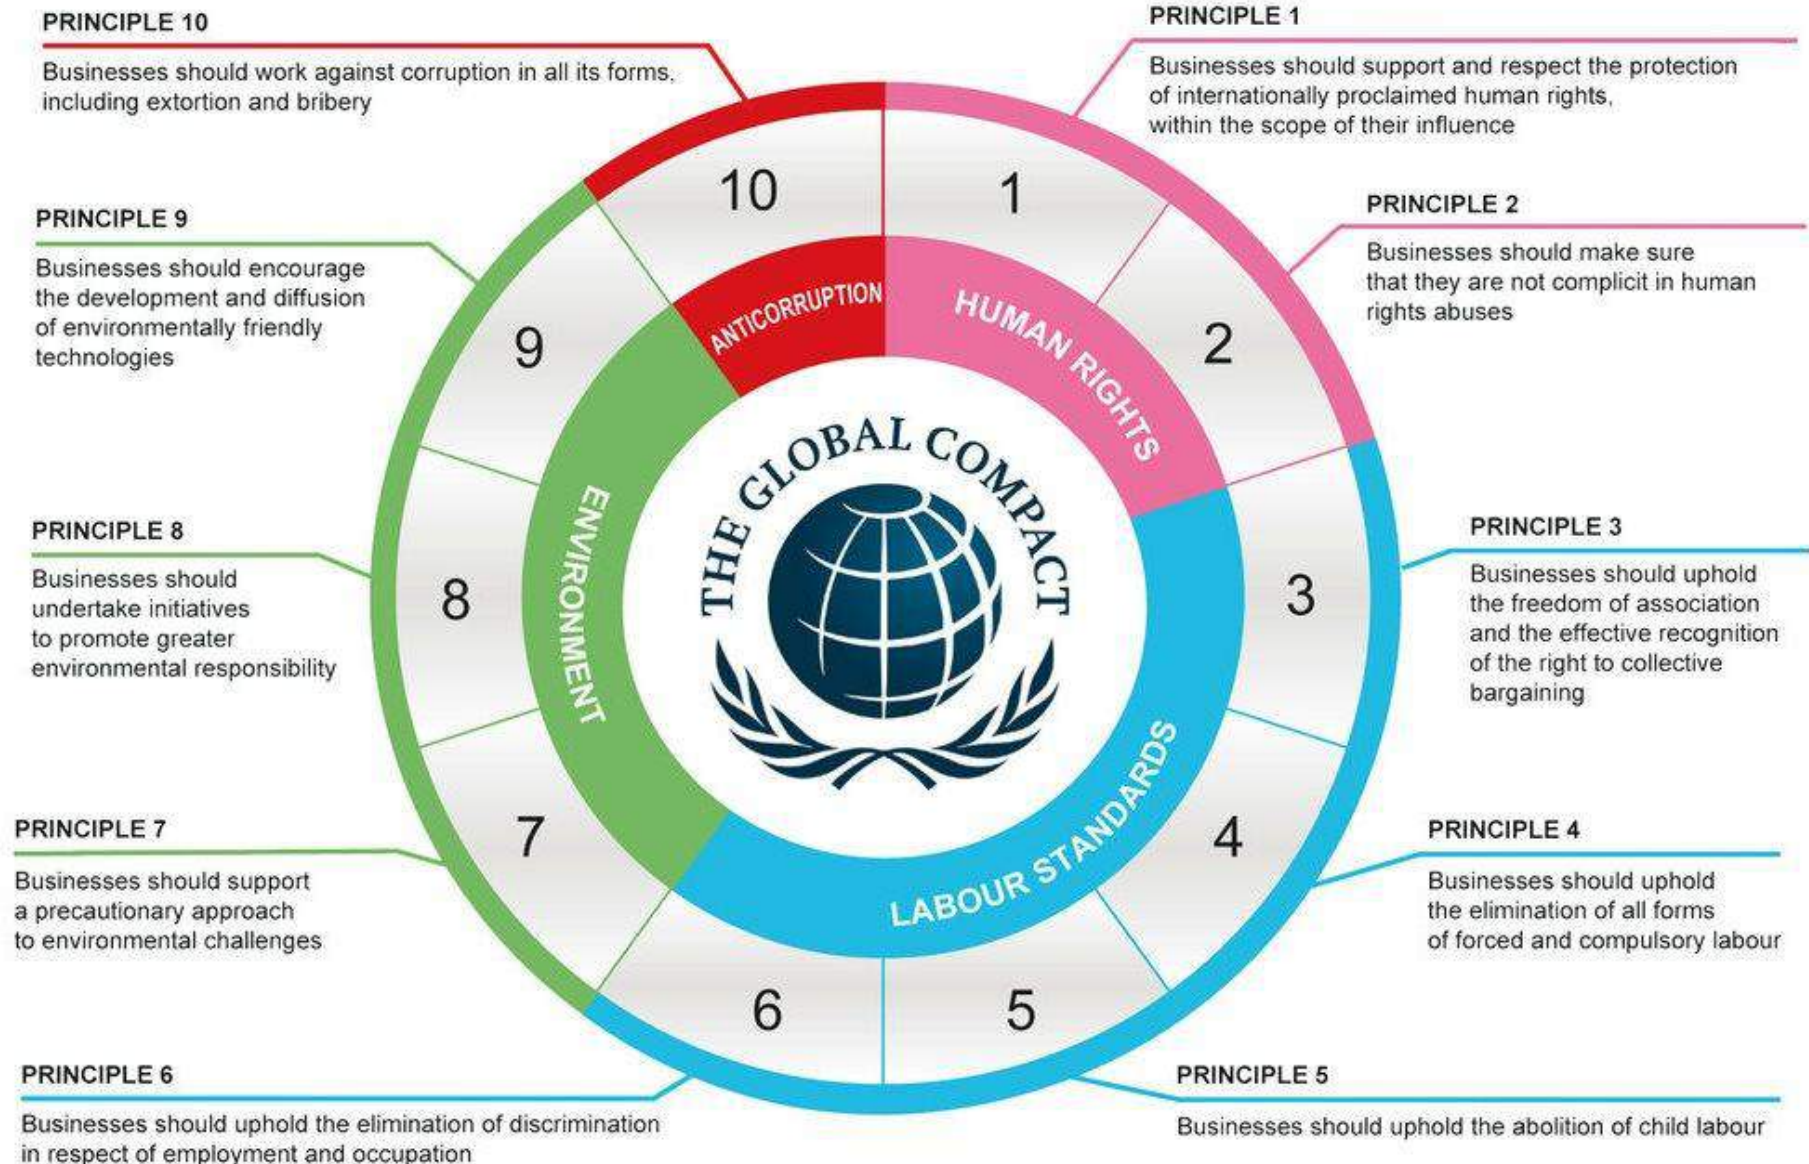 PRINCIPLE 10
Businesses should work against corruption in all its forms,
including extortion and bribery
PRINCIPLE 1
Businesses should support and respect the protection
of internationally proclaimed human rights,
within the scope of their influence
PRINCIPLE 9
Businesses should encourage
the development and diffusion
of environmentally friendly
technologies
PRINCIPLE 2
Businesses should make sure
that they are not complicit in human
rights abuses
10
1
9
2
ANTICORRUPTION
HUMAN RIGHTS
THE GLOBAL COMPACT
ENVIRONMENT
LABOUR STANDARDS
8
3
7
4
6
5
PRINCIPLE 8
Businesses should
undertake initiatives
to promote greater
environmental responsibility
PRINCIPLE 3
Businesses should uphold
the freedom of association
and the effective recognition
of the right to collective
bargaining
PRINCIPLE 7
Businesses should support
a precautionary approach
to environmental challenges
PRINCIPLE 4
Businesses should uphold
the elimination of all forms
of forced and compulsory labour
PRINCIPLE 6
Businesses should uphold the elimination of discrimination
in respect of employment and occupation
PRINCIPLE 5
Businesses should uphold the abolition of child labour